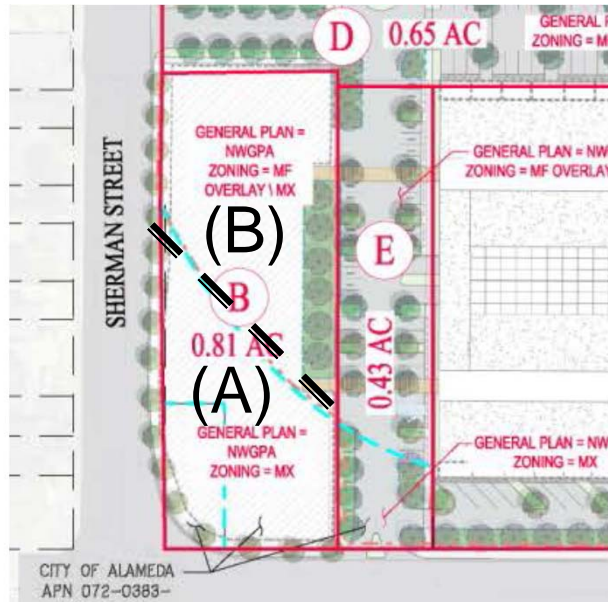 D
0.65 AC
GENERAL P
ZONING = M
GENERAL PLAN =
NWGPA
ZONING = MF
OVERLAY \ MX
GENERAL PLAN = NW
ZONING = MF OVERLAY
SHERMAN STREET
(B)
E
B
0.81 AC
0.43 AC
(A)
GENERAL PLAN =
NWGPA
ZONING = MX
GENERAL PLAN = NW
ZONING = MX
CITY OF ALAMEDA
APN 072-0383-